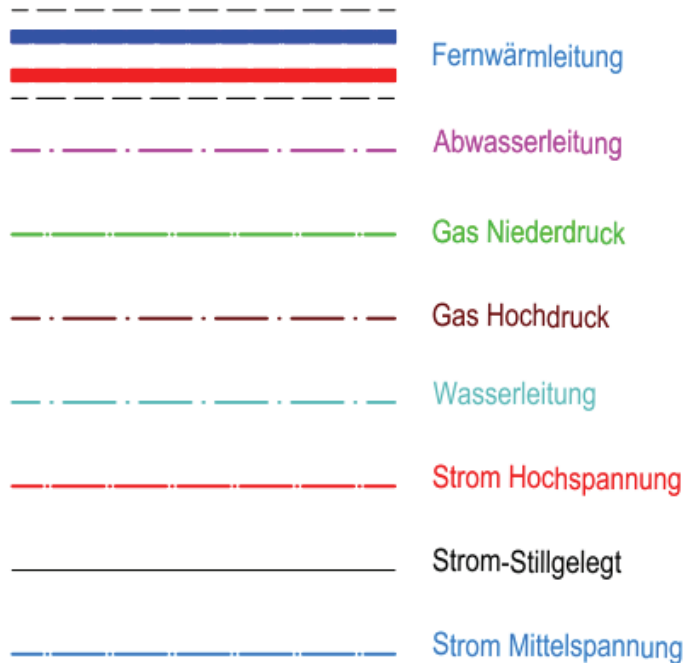 Fernwärmleitung
Abwasserleitung
Gas Niederdruck
Gas Hochdruck
Wasserleitung
Strom Hochspannung
Strom-Stillgelegt
Strom Mittelspannung